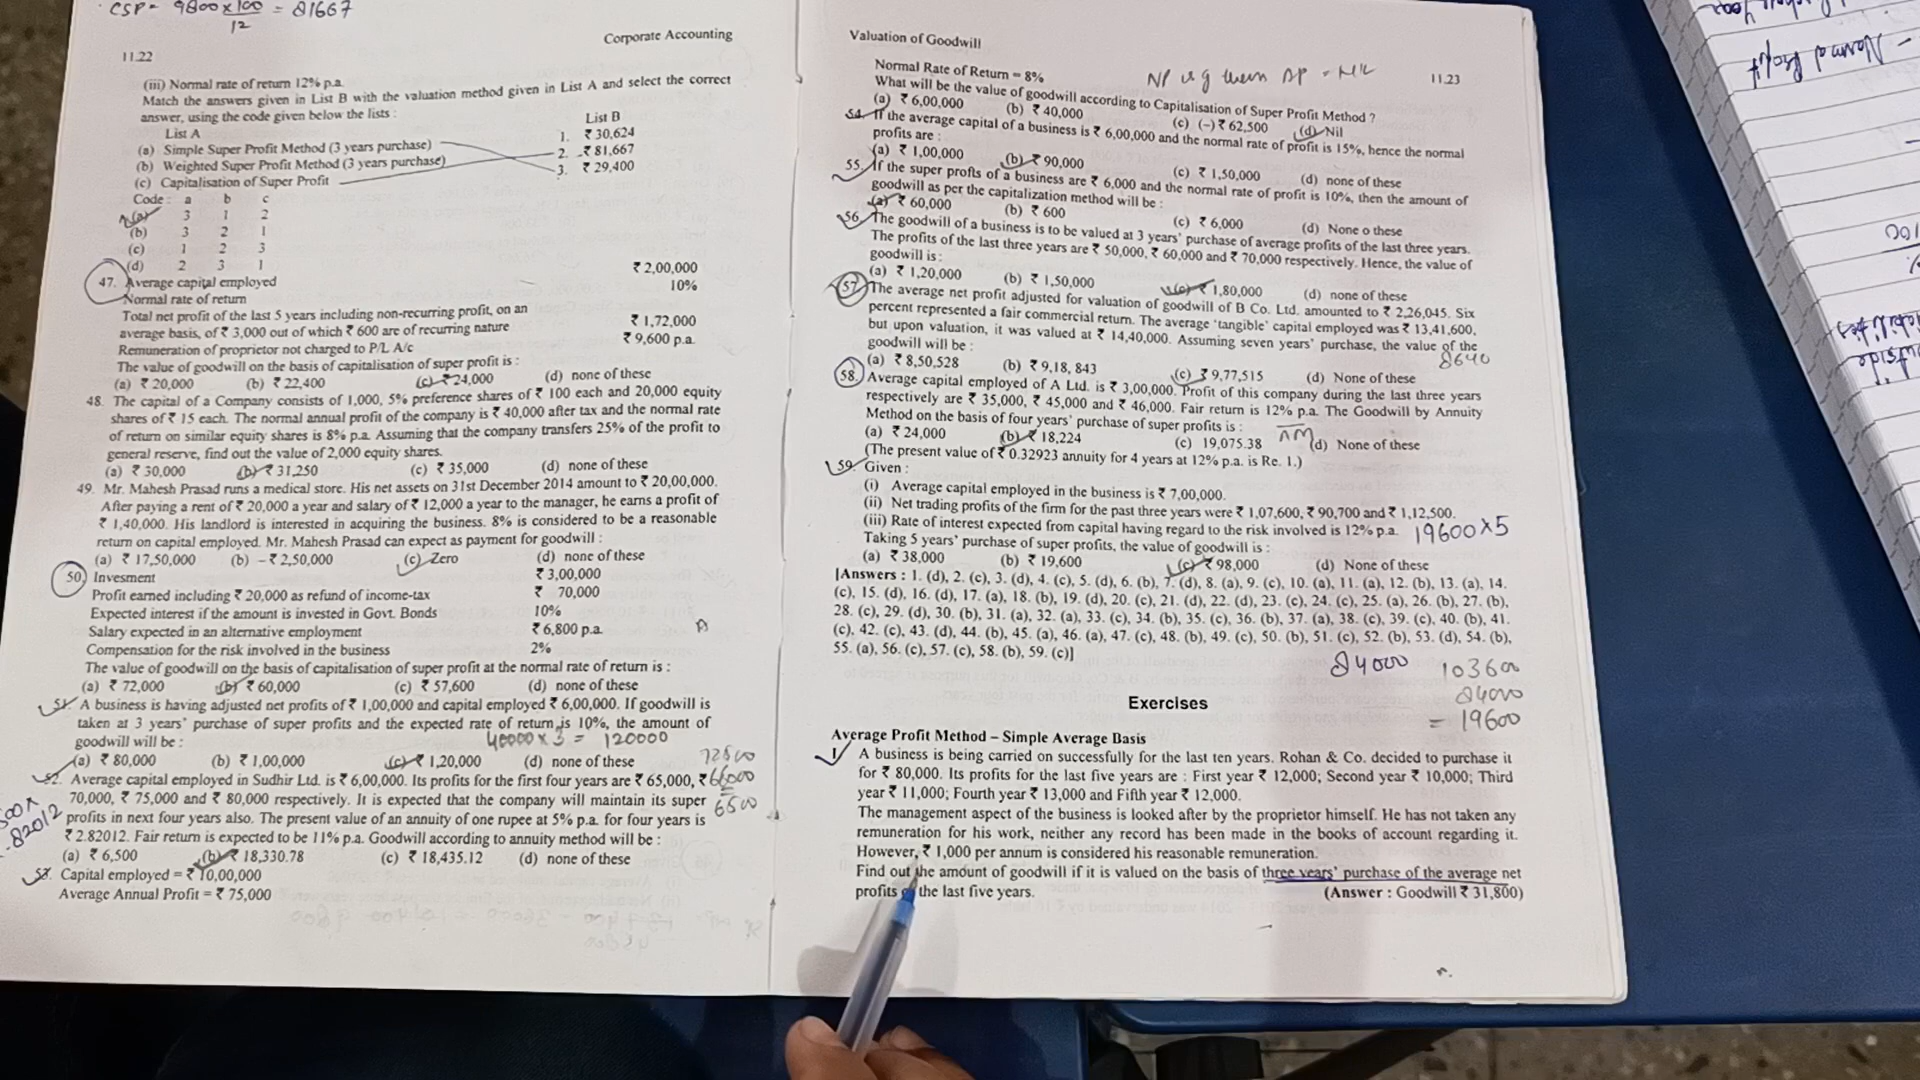 CSP = 9800 x 100 / 12 = 81667
11.22
Corporate Accounting
(iii) Normal rate of return 12% p.a.
Match the answers given in List B with the valuation method given in List A and select the correct
answer, using the code given below the lists :
List A List B
(a) Simple Super Profit Method (3 years purchase) 1. ₹ 30,624
(b) Weighted Super Profit Method (3 years purchase) 2. ₹ 81,667
(c) Capitalisation of Super Profit 3. ₹ 29,400
Code : a b c
(a) 3 1 2
(b) 3 2 1
(c) 1 2 3
(d) 2 3 1
47. Average capital employed ₹ 2,00,000
Normal rate of return 10%
Total net profit of the last 5 years including non-recurring profit, on an
average basis, of ₹ 3,000 out of which ₹ 600 are of recurring nature ₹ 1,72,000
Remuneration of proprietor not charged to P/L A/c ₹ 9,600 p.a.
The value of goodwill on the basis of capitalisation of super profit is :
(a) ₹ 20,000 (b) ₹ 22,400 (c) ₹ 24,000 (d) none of these
48. The capital of a Company consists of 1,000, 5% preference shares of ₹ 100 each and 20,000 equity
shares of ₹ 15 each. The normal annual profit of the company is ₹ 40,000 after tax and the normal rate
of return on similar equity shares is 8% p.a. Assuming that the company transfers 25% of the profit to
general reserve, find out the value of 2,000 equity shares.
(a) ₹ 30,000 (b) ₹ 31,250 (c) ₹ 35,000 (d) none of these
49. Mr. Mahesh Prasad runs a medical store. His net assets on 31st December 2014 amount to ₹ 20,00,000.
After paying a rent of ₹ 20,000 a year and salary of ₹ 12,000 a year to the manager, he earns a profit of
₹ 1,40,000. His landlord is interested in acquiring the business. 8% is considered to be a reasonable
return on capital employed. Mr. Mahesh Prasad can expect as payment for goodwill :
(a) ₹ 17,50,000 (b) – ₹ 2,50,000 (c) Zero (d) none of these
50. Invesment ₹ 3,00,000
Profit earned including ₹ 20,000 as refund of income-tax ₹ 70,000
Expected interest if the amount is invested in Govt. Bonds 10%
Salary expected in an alternative employment ₹ 6,800 p.a.
Compensation for the risk involved in the business 2%
The value of goodwill on the basis of capitalisation of super profit at the normal rate of return is :
(a) ₹ 72,000 (b) ₹ 60,000 (c) ₹ 57,600 (d) none of these
51. A business is having adjusted net profits of ₹ 1,00,000 and capital employed ₹ 6,00,000. If goodwill is
taken at 3 years' purchase of super profits and the expected rate of return is 10%, the amount of
goodwill will be : 40000 x 3 = 120000
(a) ₹ 80,000 (b) ₹ 1,00,000 (c) ₹ 1,20,000 (d) none of these 72500
52. Average capital employed in Sudhir Ltd. is ₹ 6,00,000. Its profits for the first four years are ₹ 65,000, ₹ 66000
70,000, ₹ 75,000 and ₹ 80,000 respectively. It is expected that the company will maintain its super 6500
profits in next four years also. The present value of an annuity of one rupee at 5% p.a. for four years is
₹ 2.82012. Fair return is expected to be 11% p.a. Goodwill according to annuity method will be :
(a) ₹ 6,500 (b) ₹ 18,330.78 (c) ₹ 18,435.12 (d) none of these
53. Capital employed = ₹ 10,00,000
Average Annual Profit = ₹ 75,000
Valuation of Goodwill
11.23
Normal Rate of Return = 8%
What will be the value of goodwill according to Capitalisation of Super Profit Method ?
(a) ₹ 6,00,000 (b) ₹ 40,000 (c) (-) ₹ 62,500 (d) Nil
54. If the average capital of a business is ₹ 6,00,000 and the normal rate of profit is 15%, hence the normal
profits are :
(a) ₹ 1,00,000 (b) ₹ 90,000 (c) ₹ 1,50,000 (d) none of these
55. If the super profts of a business are ₹ 6,000 and the normal rate of profit is 10%, then the amount of
goodwill as per the capitalization method will be :
(a) ₹ 60,000 (b) ₹ 600 (c) ₹ 6,000 (d) None o these
56. The goodwill of a business is to be valued at 3 years' purchase of average profits of the last three years.
The profits of the last three years are ₹ 50,000, ₹ 60,000 and ₹ 70,000 respectively. Hence, the value of
goodwill is :
(a) ₹ 1,20,000 (b) ₹ 1,50,000 (c) ₹ 1,80,000 (d) none of these
57. The average net profit adjusted for valuation of goodwill of B Co. Ltd. amounted to ₹ 2,26,045. Six
percent represented a fair commercial return. The average 'tangible' capital employed was ₹ 13,41,600,
but upon valuation, it was valued at ₹ 14,40,000. Assuming seven years' purchase, the value of the
goodwill will be : 8640
(a) ₹ 8,50,528 (b) ₹ 9,18, 843 (c) ₹ 9,77,515 (d) None of these
58. Average capital employed of A Ltd. is ₹ 3,00,000. Profit of this company during the last three years
respectively are ₹ 35,000, ₹ 45,000 and ₹ 46,000. Fair return is 12% p.a. The Goodwill by Annuity
Method on the basis of four years' purchase of super profits is :
(a) ₹ 24,000 (b) ₹ 18,224 (c) 19,075.38 (d) None of these
(The present value of ₹ 0.32923 annuity for 4 years at 12% p.a. is Re. 1.)
59. Given :
(i) Average capital employed in the business is ₹ 7,00,000.
(ii) Net trading profits of the firm for the past three years were ₹ 1,07,600, ₹ 90,700 and ₹ 1,12,500.
(iii) Rate of interest expected from capital having regard to the risk involved is 12% p.a. 19600 x 5
Taking 5 years' purchase of super profits, the value of goodwill is :
(a) ₹ 38,000 (b) ₹ 19,600 (c) ₹ 98,000 (d) None of these
[Answers : 1. (d), 2. (c), 3. (d), 4. (c), 5. (d), 6. (b), 7. (d), 8. (a), 9. (c), 10. (a), 11. (a), 12. (b), 13. (a), 14.
(c), 15. (d), 16. (d), 17. (a), 18. (b), 19. (d), 20. (c), 21. (d), 22. (d), 23. (c), 24. (c), 25. (a), 26. (b), 27. (b),
28. (c), 29. (d), 30. (b), 31. (a), 32. (a), 33. (c), 34. (b), 35. (c), 36. (b), 37. (a), 38. (c), 39. (c), 40. (b), 41.
(c), 42. (c), 43. (d), 44. (b), 45. (a), 46. (a), 47. (c), 48. (b), 49. (c), 50. (b), 51. (c), 52. (b), 53. (d), 54. (b),
55. (a), 56. (c), 57. (c), 58. (b), 59. (c)]
84000 103600
84000
= 19600
Exercises
Average Profit Method – Simple Average Basis
1. A business is being carried on successfully for the last ten years. Rohan & Co. decided to purchase it
for ₹ 80,000. Its profits for the last five years are : First year ₹ 12,000; Second year ₹ 10,000; Third
year ₹ 11,000; Fourth year ₹ 13,000 and Fifth year ₹ 12,000.
The management aspect of the business is looked after by the proprietor himself. He has not taken any
remuneration for his work, neither any record has been made in the books of account regarding it.
However, ₹ 1,000 per annum is considered his reasonable remuneration.
Find out the amount of goodwill if it is valued on the basis of three years' purchase of the average net
profits the last five years. (Answer : Goodwill ₹ 31,800)
Normal Profit